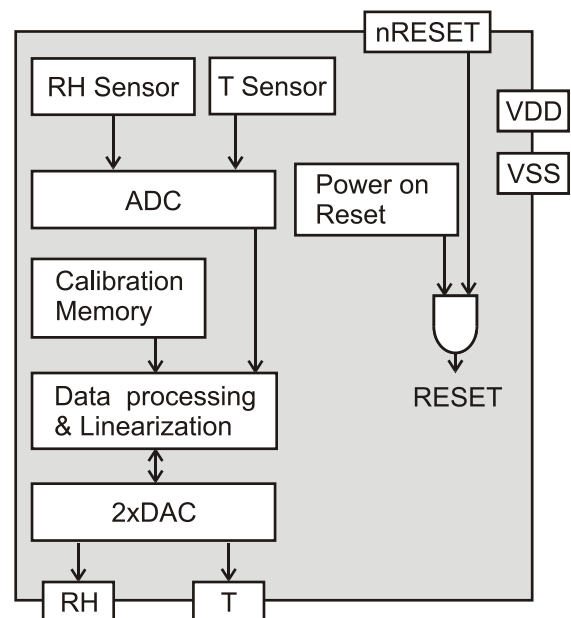 nRESET
RH Sensor
T Sensor
VDD
VSS
ADC
Power on
Reset
Calibration
Memory
Data processing
& Linearization
RESET
2xDAC
RH
T